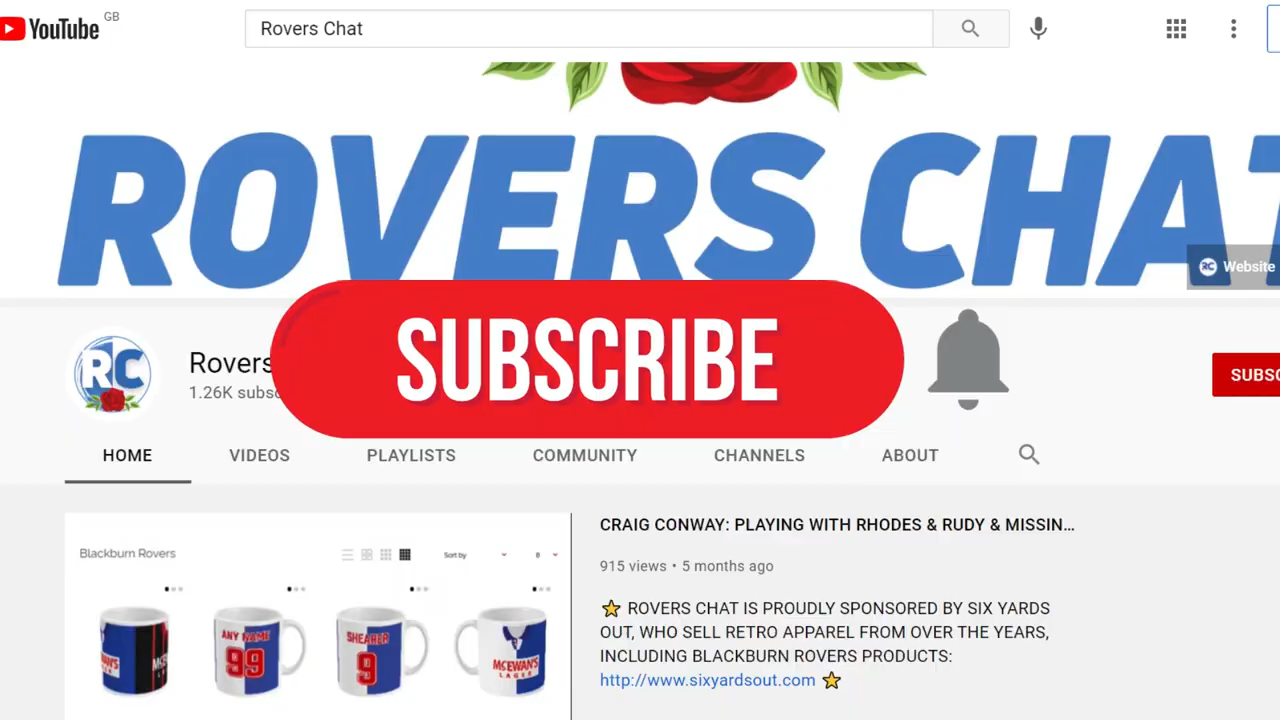 YouTube GB
Rovers Chat
ROVERS CHAT
Website
RC
Rovers
SUBSCRIBE
1.26K subsc
SUBSC
HOME VIDEOS PLAYLISTS COMMUNITY CHANNELS ABOUT
CRAIG CONWAY: PLAYING WITH RHODES & RUDY & MISSIN…
915 views • 5 months ago
⭐ ROVERS CHAT IS PROUDLY SPONSORED BY SIX YARDS
OUT, WHO SELL RETRO APPAREL FROM OVER THE YEARS,
INCLUDING BLACKBURN ROVERS PRODUCTS:
http://www.sixyardsout.com ⭐
Blackburn Rovers
Sort by
8
ANY NAME
99
SHEARER
9
McEWAN'S
LAGER